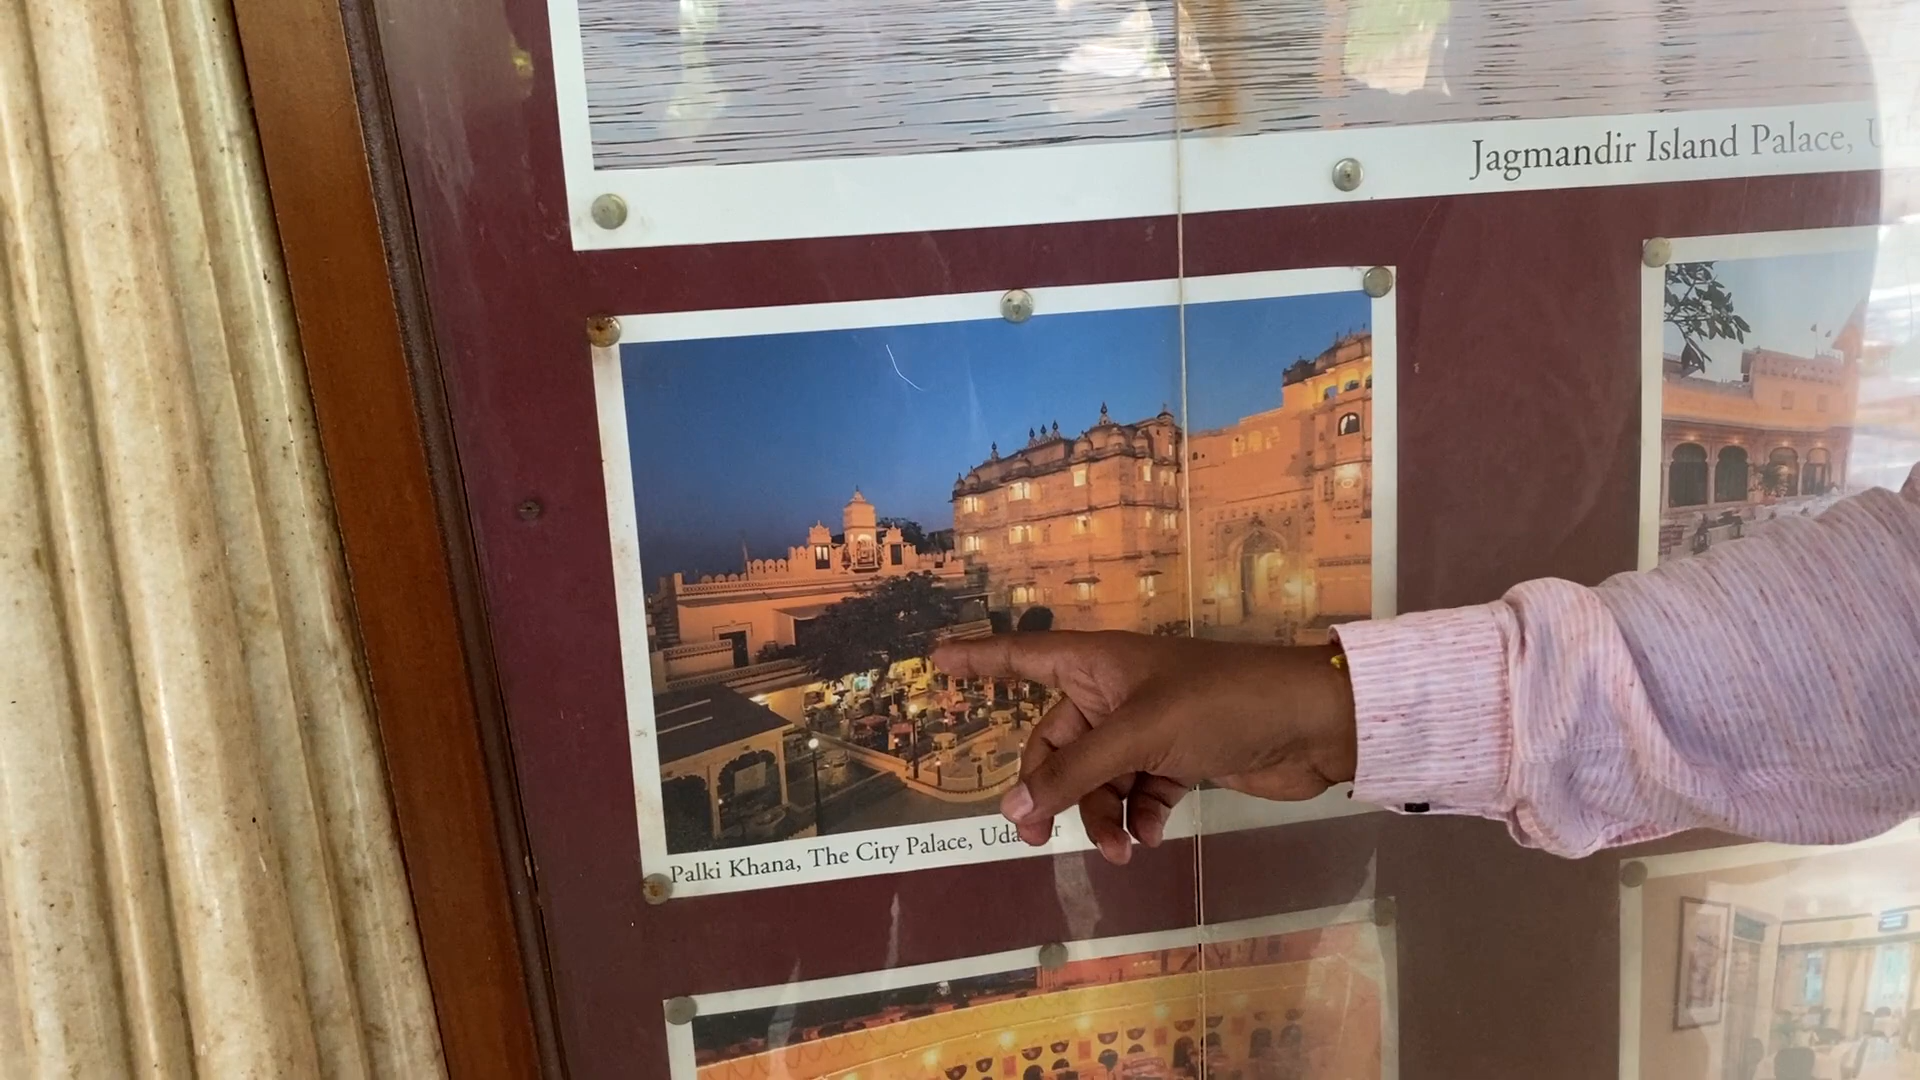 Jagmandir Island Palace,
Palki Khana, The City Palace,